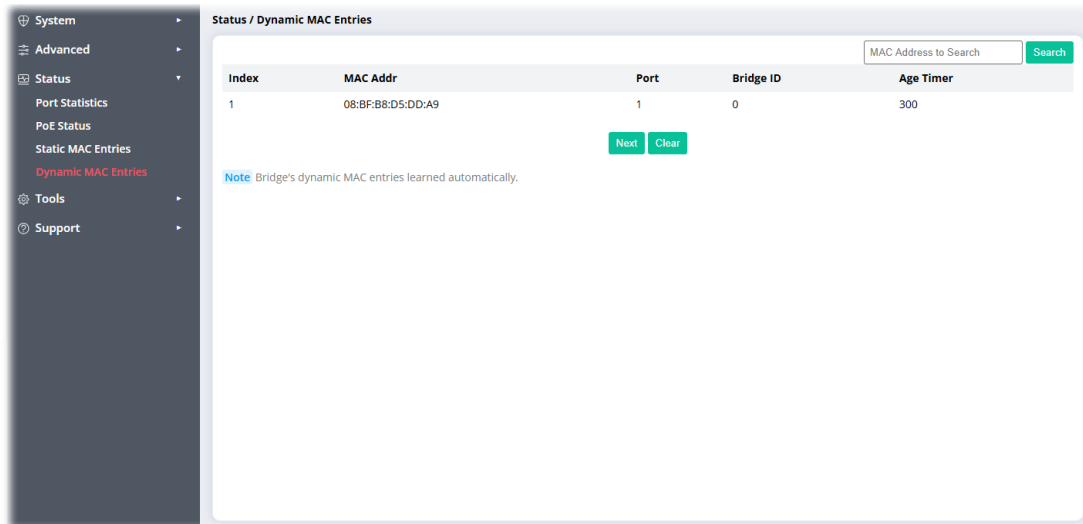 System
Advanced
Status
Port Statistics
PoE Status
Static MAC Entries
Dynamic MAC Entries
Tools
Support
Status / Dynamic MAC Entries
MAC Address to Search Search
Index MAC Addr Port Bridge ID Age Timer
1 08:BF:B8:D5:DD:A9 1 0 300
Next Clear
Note Bridge's dynamic MAC entries learned automatically.